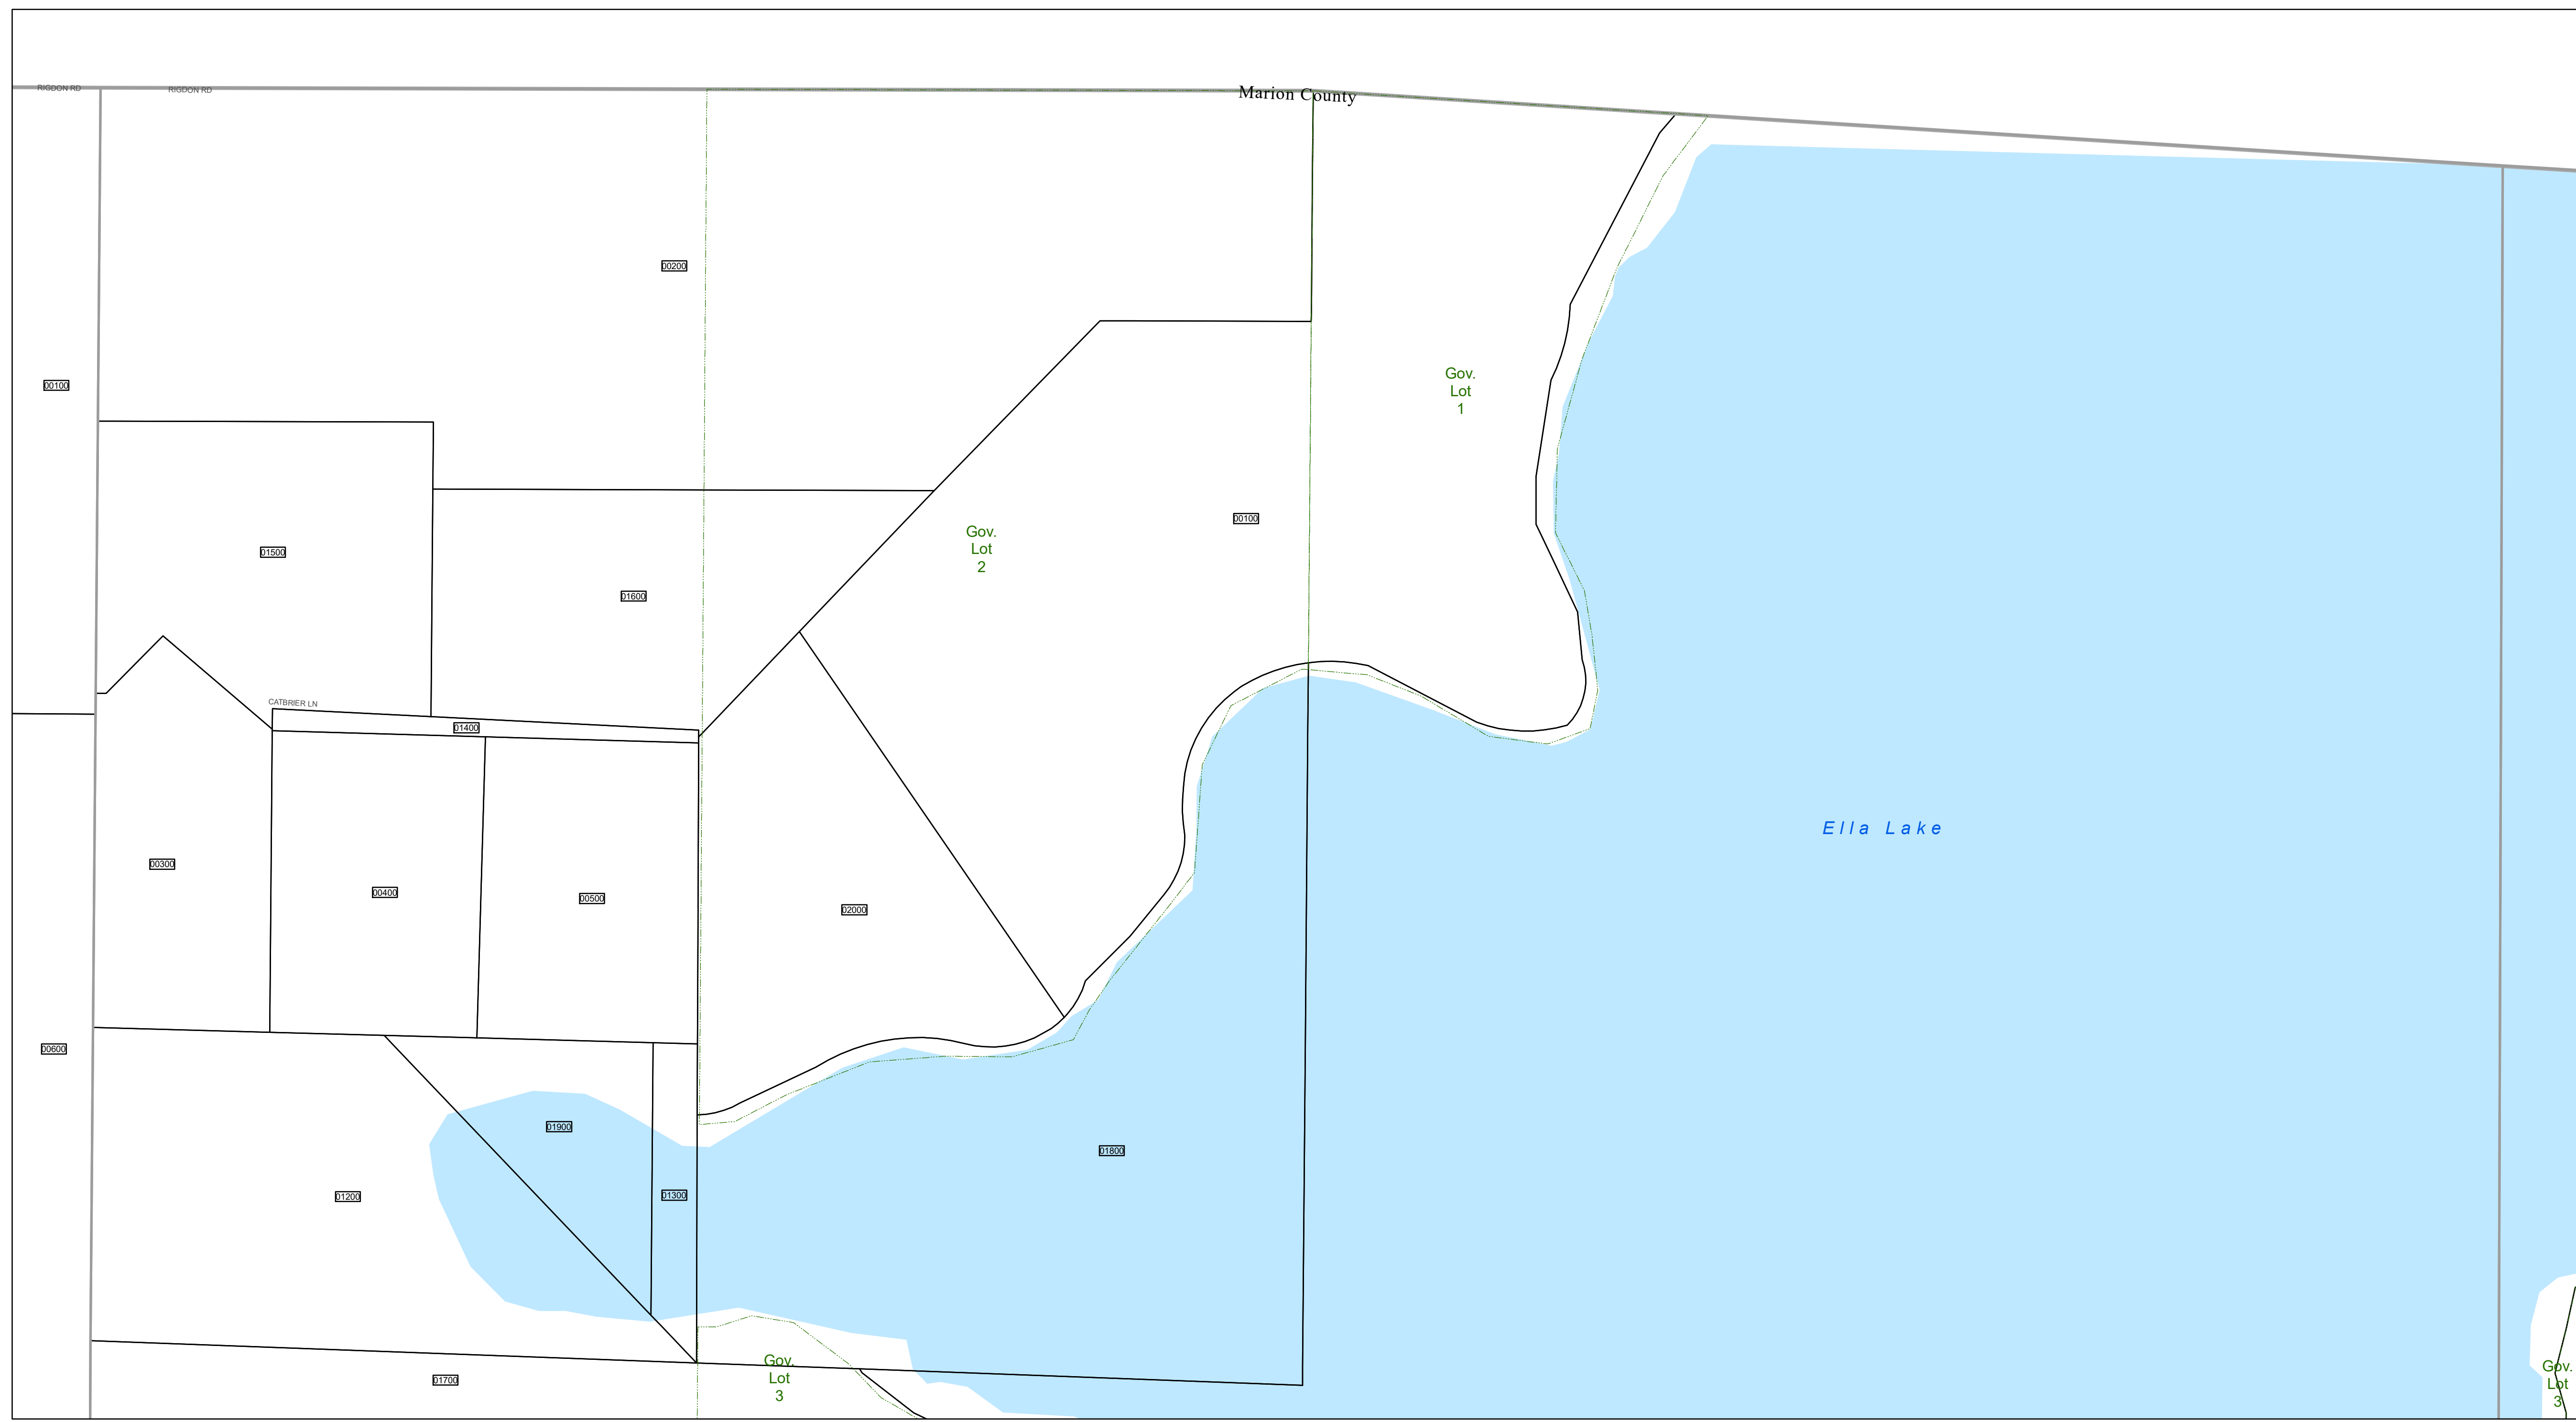 RIGDON RD
RIGDON RD
Marion County
00200
00100
Gov.
Lot
1
00100
Gov.
Lot
2
01500
01600
CATBRIER LN
01400
Ella Lake
00300
00400
00500
02000
00600
01900
01800
01200
01300
Gov.
Lot
3
Gov.
Lot
3
01700